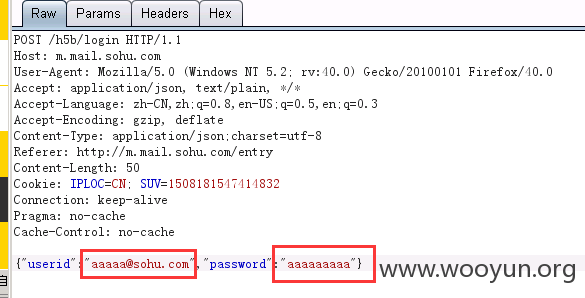 Raw Params Headers Hex
POST /h5b/login HTTP/1.1
Host: m.mail.sohu.com
User-Agent: Mozilla/5.0 (Windows NT 5.2; rv:40.0) Gecko/20100101 Firefox/40.0
Accept: application/json, text/plain, */*
Accept-Language: zh-CN,zh;q=0.8,en-US;q=0.5,en;q=0.3
Accept-Encoding: gzip, deflate
Content-Type: application/json;charset=utf-8
Referer: http://m.mail.sohu.com/entry
Content-Length: 50
Cookie: IPLOC=CN; SUV=1508181547414832
Connection: keep-alive
Pragma: no-cache
Cache-Control: no-cache
{"userid":"aaaaa@sohu.com","password":"aaaaaaaaa"}
www.wooyun.org
自